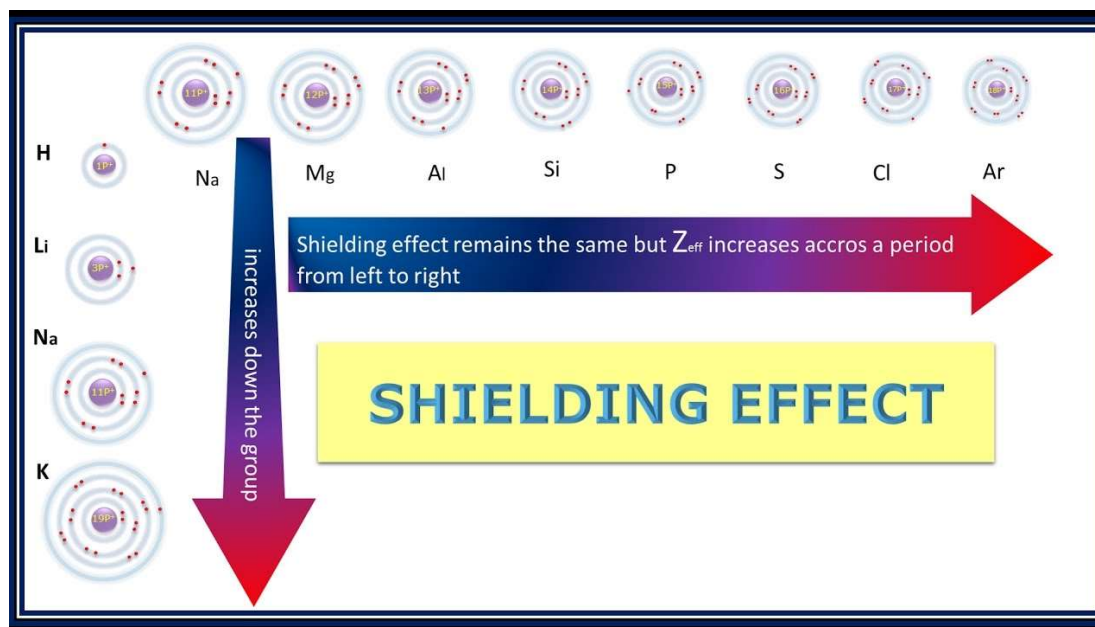 11P+
12P+
13P+
14P+
15P+
16P+
17P+
18P+
Na
Mg
Al
Si
P
S
Cl
Ar
H
1P+
Li
3P+
Na
11P+
K
19P+
increases down the group
Shielding effect remains the same but Zeff increases accros a period
from left to right
SHIELDING EFFECT